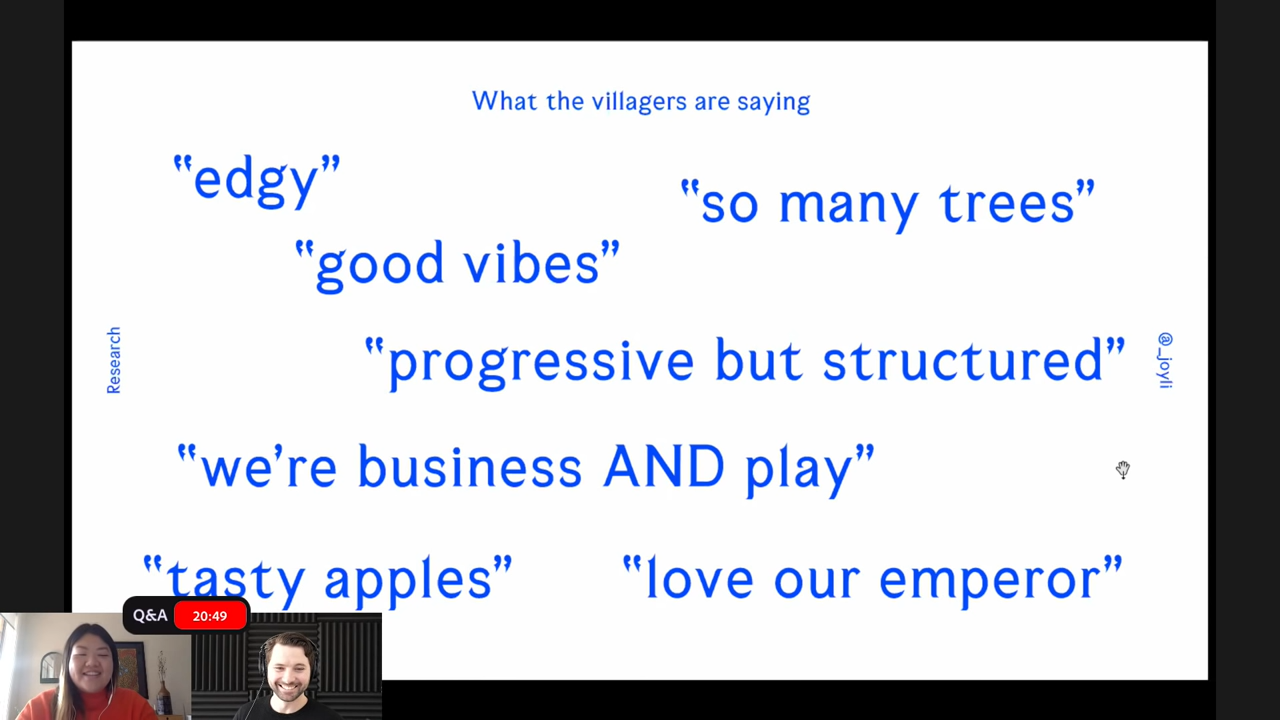 What the villagers are saying
“edgy”
“so many trees”
“good vibes”
“progressive but structured”
Research
@_joyli
“we’re business AND play”
“tasty apples”
“love our emperor”
Q&A 20:49